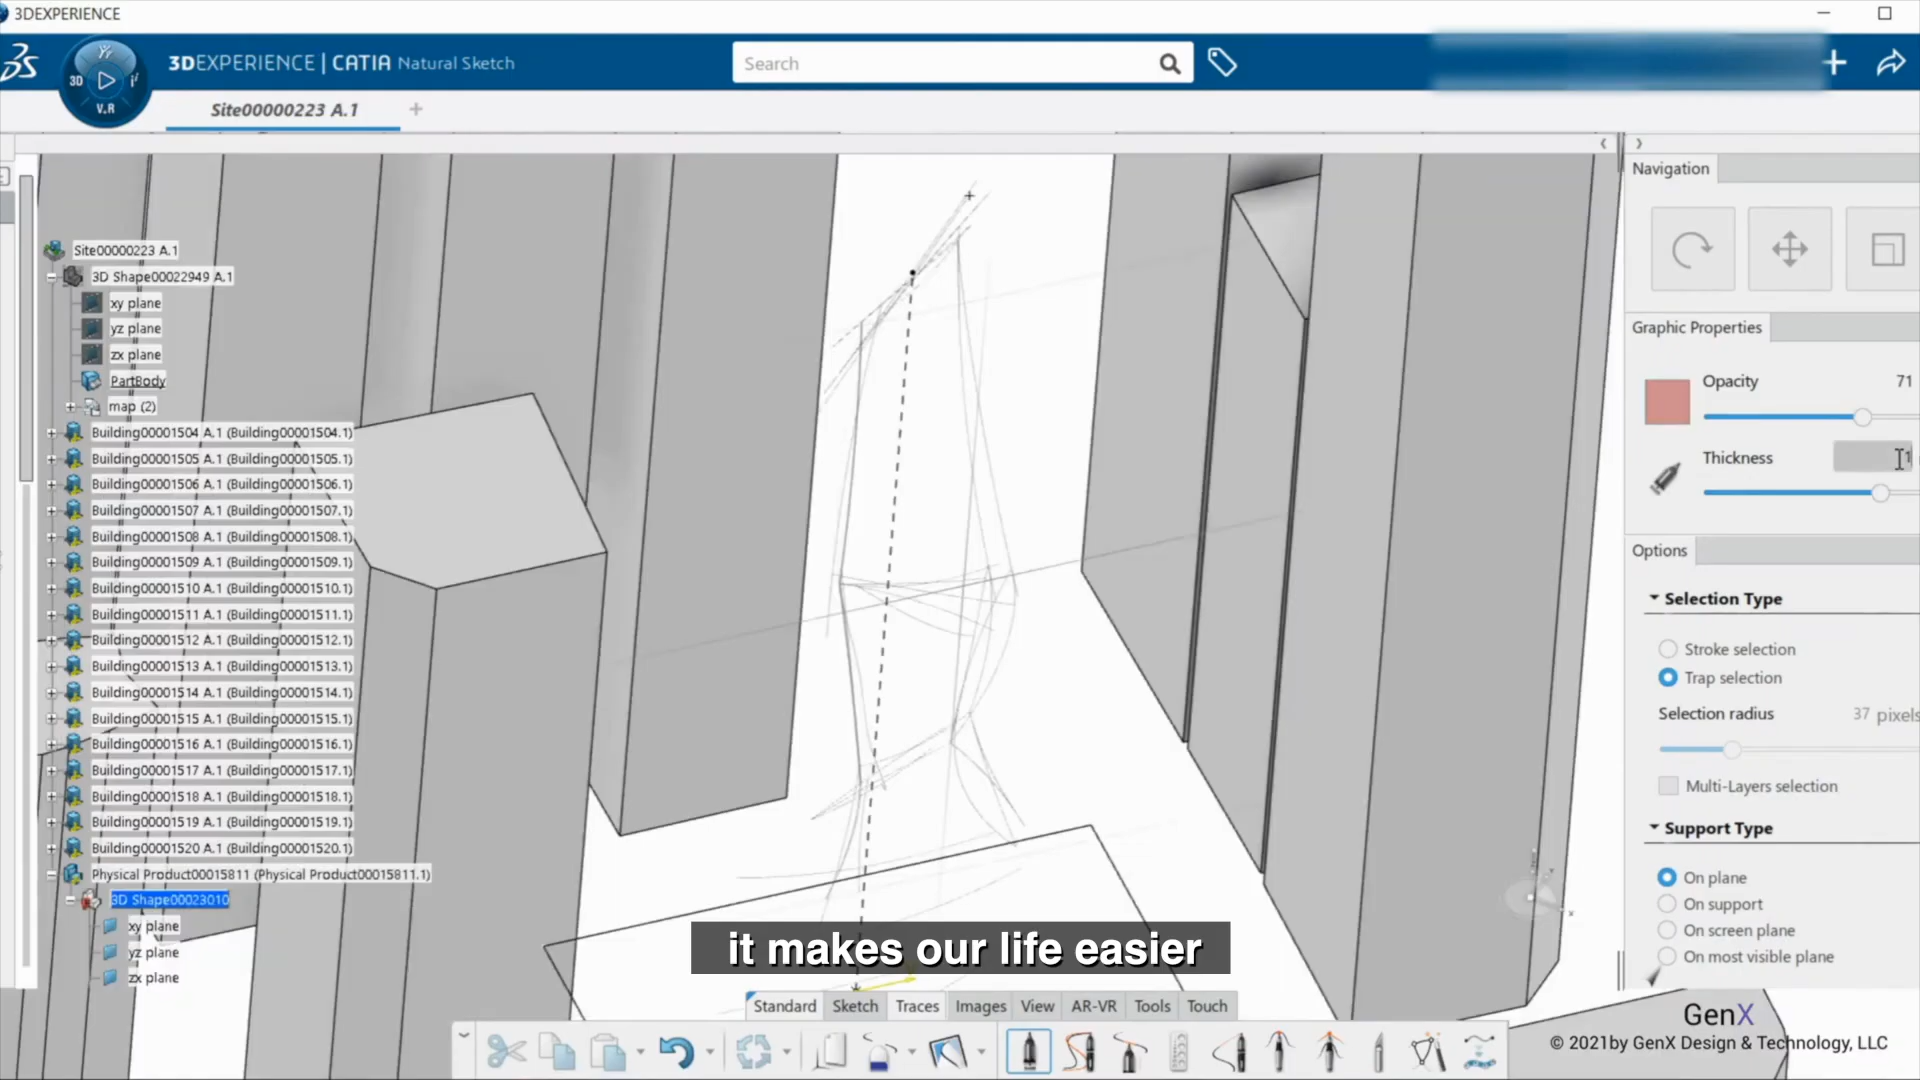 3DEXPERIENCE
3DEXPERIENCE | CATIA Natural Sketch
Search
3D
V.R
Site00000223 A.1
+
Navigation
Graphic Properties
Opacity
71
Thickness
1
Options
Selection Type
Stroke selection
Trap selection
Selection radius
37 pixels
Multi-Layers selection
Support Type
On plane
On support
On screen plane
On most visible plane
Site00000223 A.1
3D Shape00022949 A.1
xy plane
yz plane
zx plane
PartBody
map (2)
Building00001504 A.1 (Building00001504.1)
Building00001505 A.1 (Building00001505.1)
Building00001506 A.1 (Building00001506.1)
Building00001507 A.1 (Building00001507.1)
Building00001508 A.1 (Building00001508.1)
Building00001509 A.1 (Building00001509.1)
Building00001510 A.1 (Building00001510.1)
Building00001511 A.1 (Building00001511.1)
Building00001512 A.1 (Building00001512.1)
Building00001513 A.1 (Building00001513.1)
Building00001514 A.1 (Building00001514.1)
Building00001515 A.1 (Building00001515.1)
Building00001516 A.1 (Building00001516.1)
Building00001517 A.1 (Building00001517.1)
Building00001518 A.1 (Building00001518.1)
Building00001519 A.1 (Building00001519.1)
Building00001520 A.1 (Building00001520.1)
Physical Product00015811 (Physical Product00015811.1)
3D Shape00023010
xy plane
yz plane
zx plane
it makes our life easier
Standard Sketch Traces Images View AR-VR Tools Touch
GenX
© 2021by GenX Design & Technology, LLC